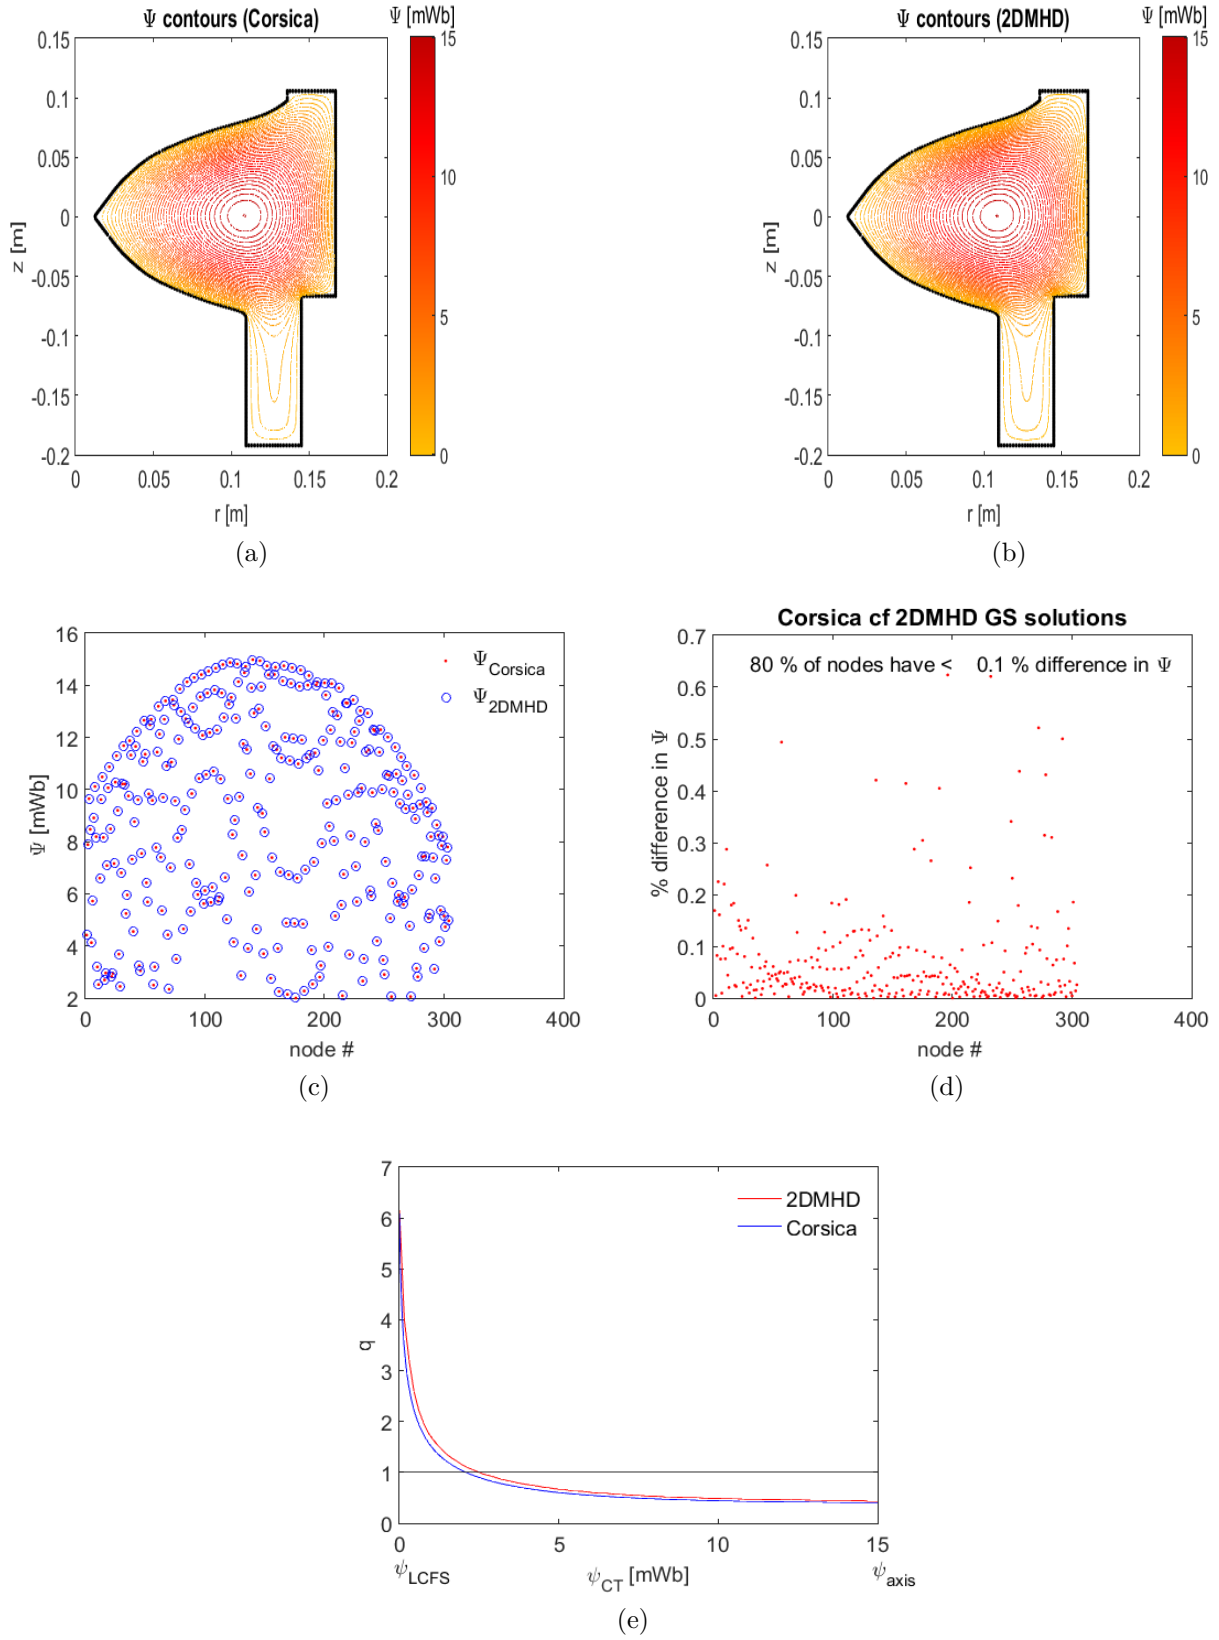 Ψ contours (Corsica)
Ψ [mWb]
0.15
0.1
0.05
0
-0.05
-0.1
-0.15
-0.2
z [m]
0
0.05
0.1
0.15
0.2
r [m]
15
10
5
0
(a)
Ψ contours (2DMHD)
Ψ [mWb]
0.15
0.1
0.05
0
-0.05
-0.1
-0.15
-0.2
z [m]
0
0.05
0.1
0.15
0.2
r [m]
15
10
5
0
(b)
16
14
12
10
8
6
4
2
Ψ [mWb]
Ψ_Corsica
Ψ_2DMHD
0
100
200
300
400
node #
(c)
Corsica cf 2DMHD GS solutions
80 % of nodes have < 0.1 % difference in Ψ
0.7
0.6
0.5
0.4
0.3
0.2
0.1
0
% difference in Ψ
0
100
200
300
400
node #
(d)
7
6
5
4
3
2
1
0
q
2DMHD
Corsica
0
5
10
15
ψ_LCFS
ψ_CT [mWb]
ψ_axis
(e)